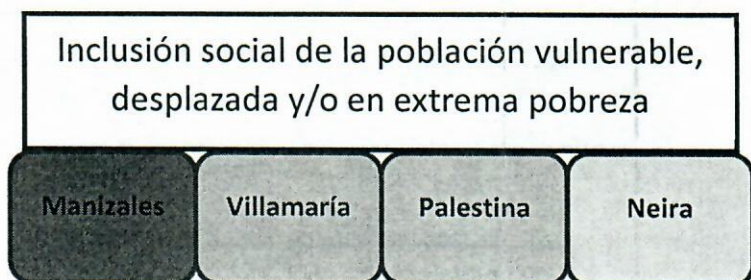 Inclusión social de la población vulnerable,
desplazada y/o en extrema pobreza
Manizales Villamaría Palestina Neira